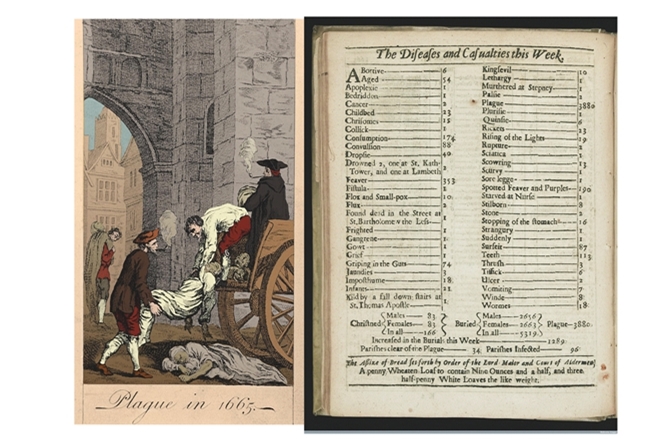 Plague in 1665.
The Diseases and Casualties this Week.
Abortive 6
Aged 54
Apoplexie 1
Bedridden 1
Cancer 2
Childbed 23
Chrisomes 15
Collick 1
Consumption 174
Convulsion 88
Dropsie 40
Drowned 2, one at St. Kath-
Tower, and one at Lambeth 2
Feaver 353
Fistula 1
Flox and Small-pox 10
Flux 2
Found dead in the Street at
St. Bartholomew the Less 1
Frighted 1
Gangrene 1
Gowt 1
Grief 1
Griping in the Guts 74
Jaundies 3
Imposthume 18
Infants 21
Kild by a fall down stairs at
St. Thomas Apostle 1
Kingsevil 10
Lethargy 1
Murthered at Stepney 1
Palsie 2
Plague 3880
Plurisie 1
Quinsie 6
Rickets 23
Rising of the Lights 19
Rupture 2
Sciatica 1
Scowring 13
Scurvy 1
Sore legge 1
Spotted Feaver and Purples 190
Starved at Nurse 1
Stilborn 8
Stone 2
Stopping of the stomach 16
Strangury 1
Suddenly 1
Surfeit 87
Teeth 113
Thrush 3
Tissick 6
Ulcer 2
Vomiting 7
Winde 8
Wormes 18
Males 83 Males 2656
Christned Females 83 Buried Females 2663 Plague 3880
In all 166 In all 5319
Increased in the Burials this Week 1289
Parishes clear of the Plague 34 Parishes Infected 96
The Assize of Bread set forth by Order of the Lord Maior and Court of Aldermen,
A penny Wheaten Loaf to contain Nine Ounces and a half, and three
half-penny White Loaves the like weight.